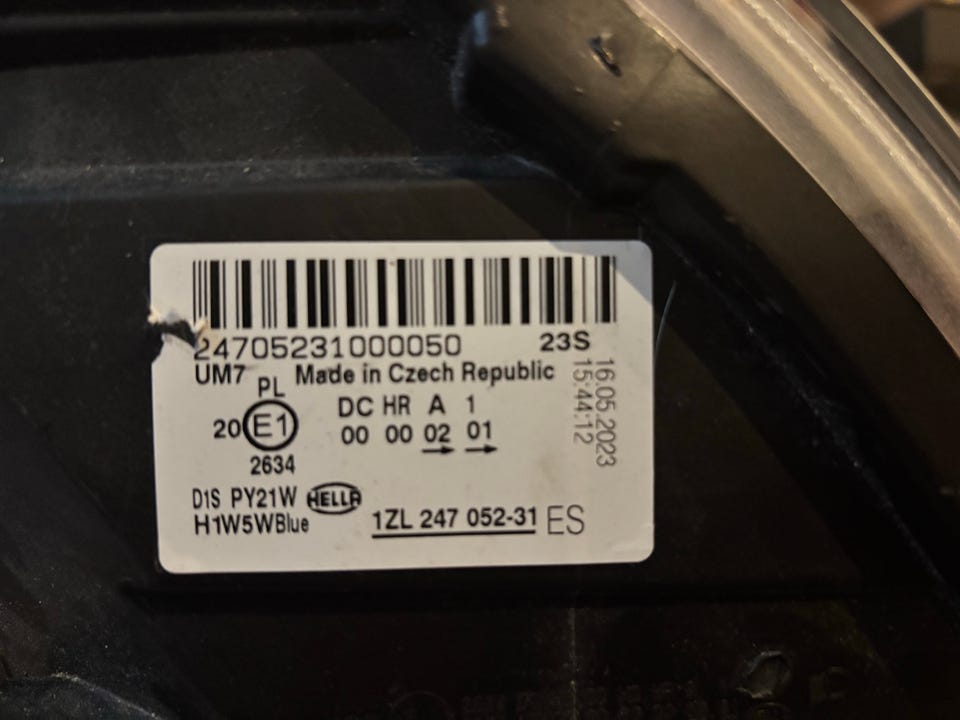 24705231000050 23S
UM7 Made in Czech Republic
16.05.2023
15:44:12
PL
DC HR A 1
20 E1
00 00 02 01
2634
D1S PY21W HELLA
H1W5WBlue
1ZL 247 052-31 ES